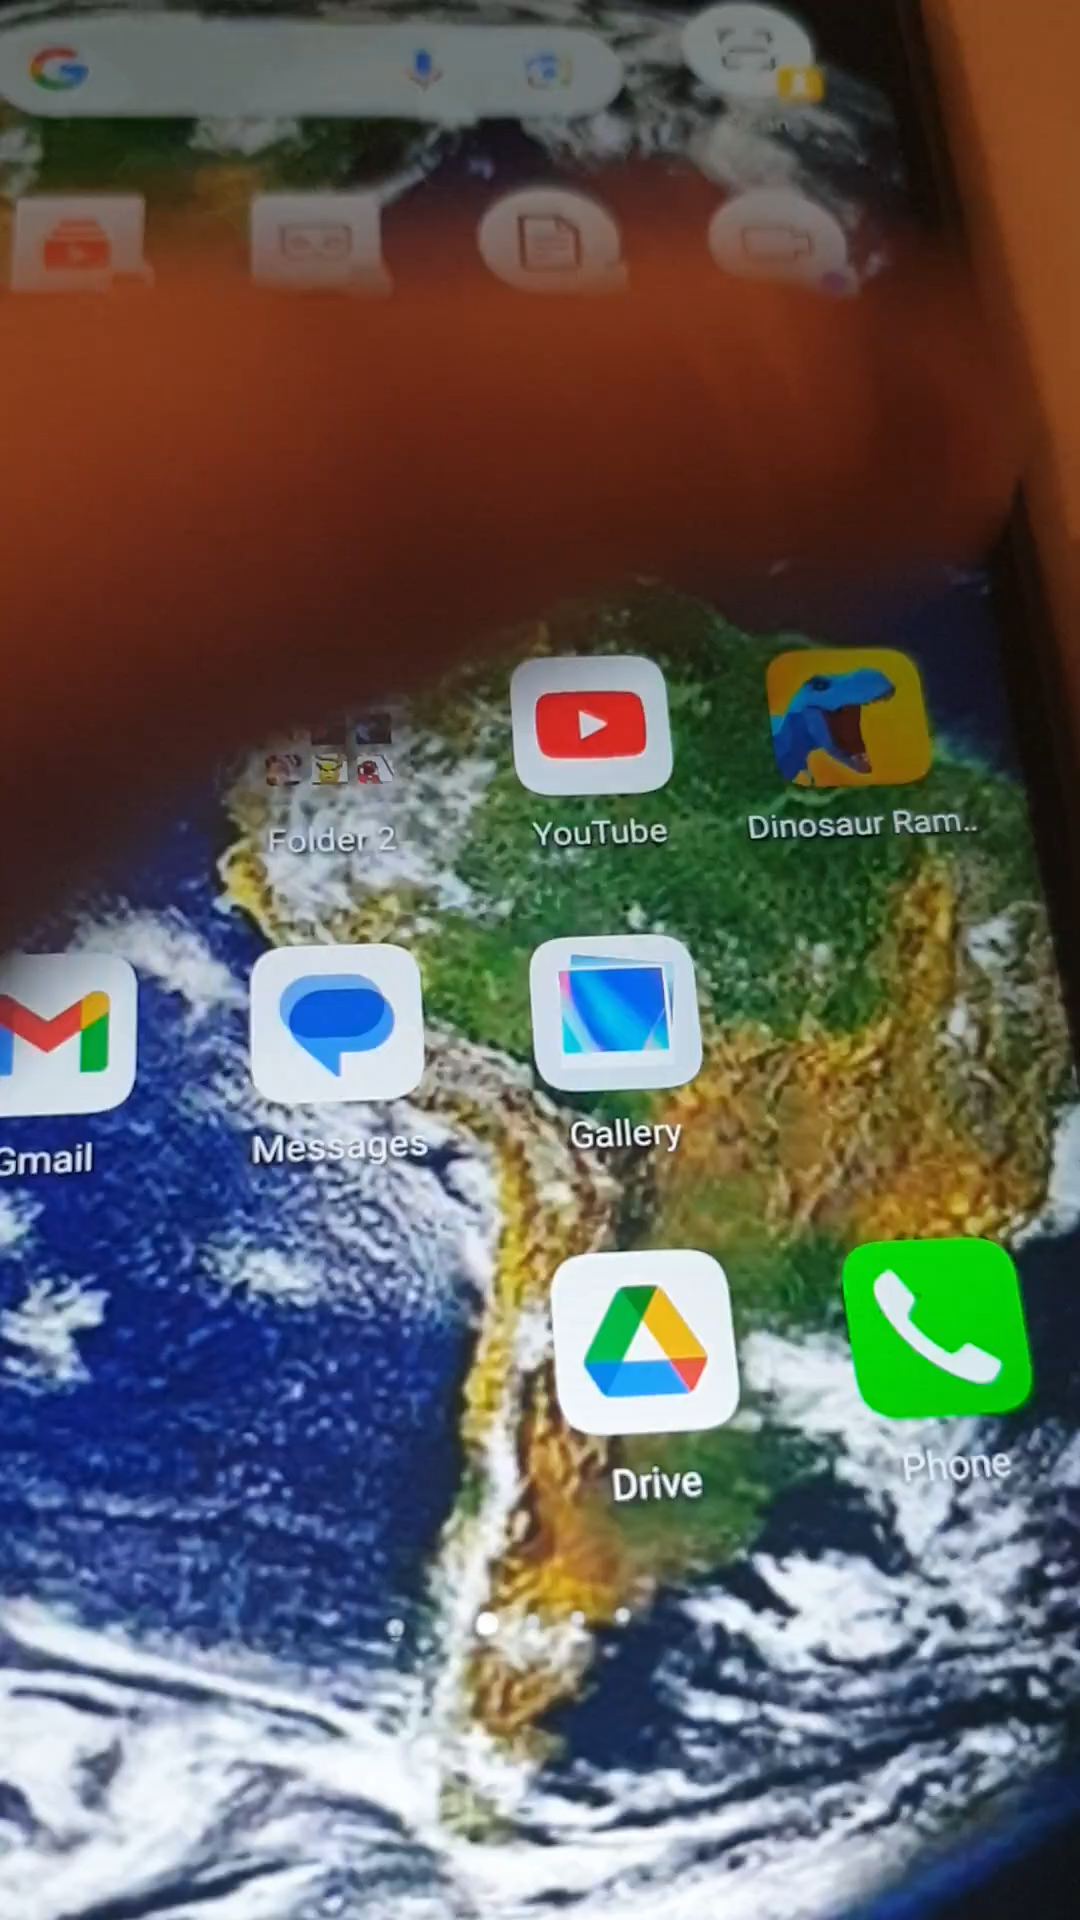 Folder 2
YouTube
Dinosaur Ram..
Gmail
Messages
Gallery
Drive
Phone